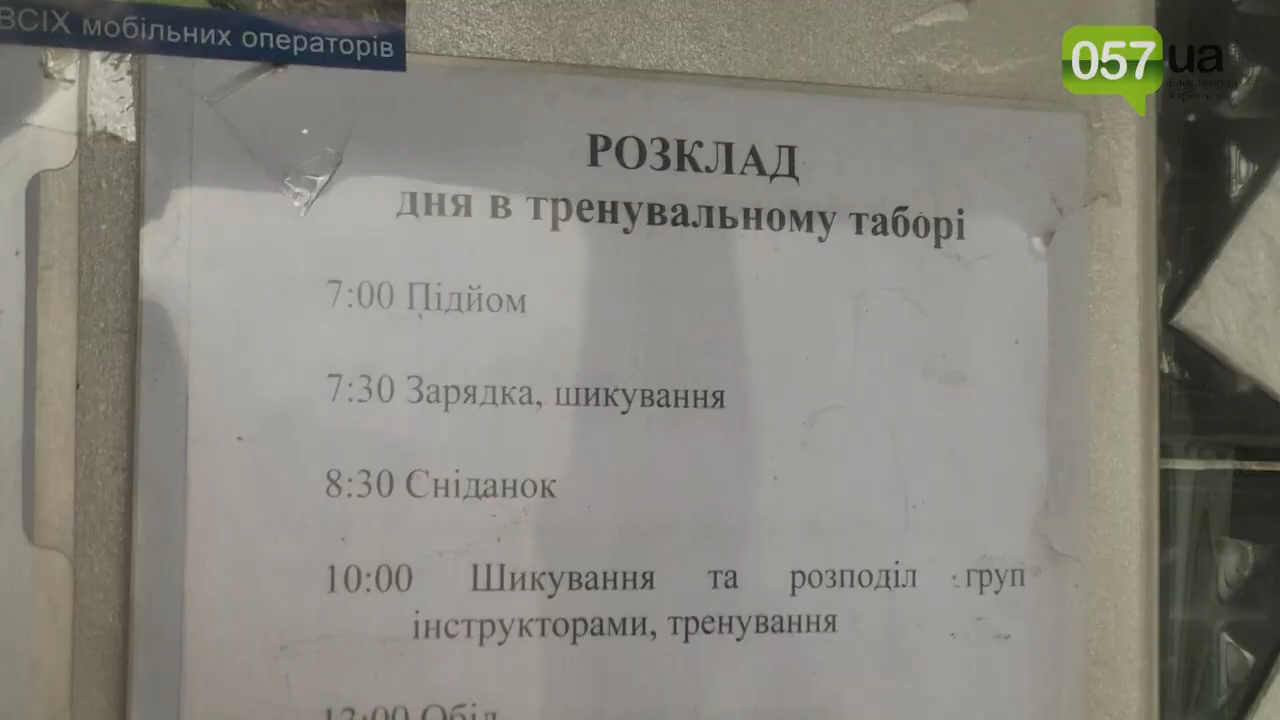 ВСІХ мобільних операторів
057 ua
РОЗКЛАД
дня в тренувальному таборі
7:00 Підйом
7:30 Зарядка, шикування
8:30 Сніданок
10:00 Шикування та розподіл груп
інструкторами, тренування
Обід